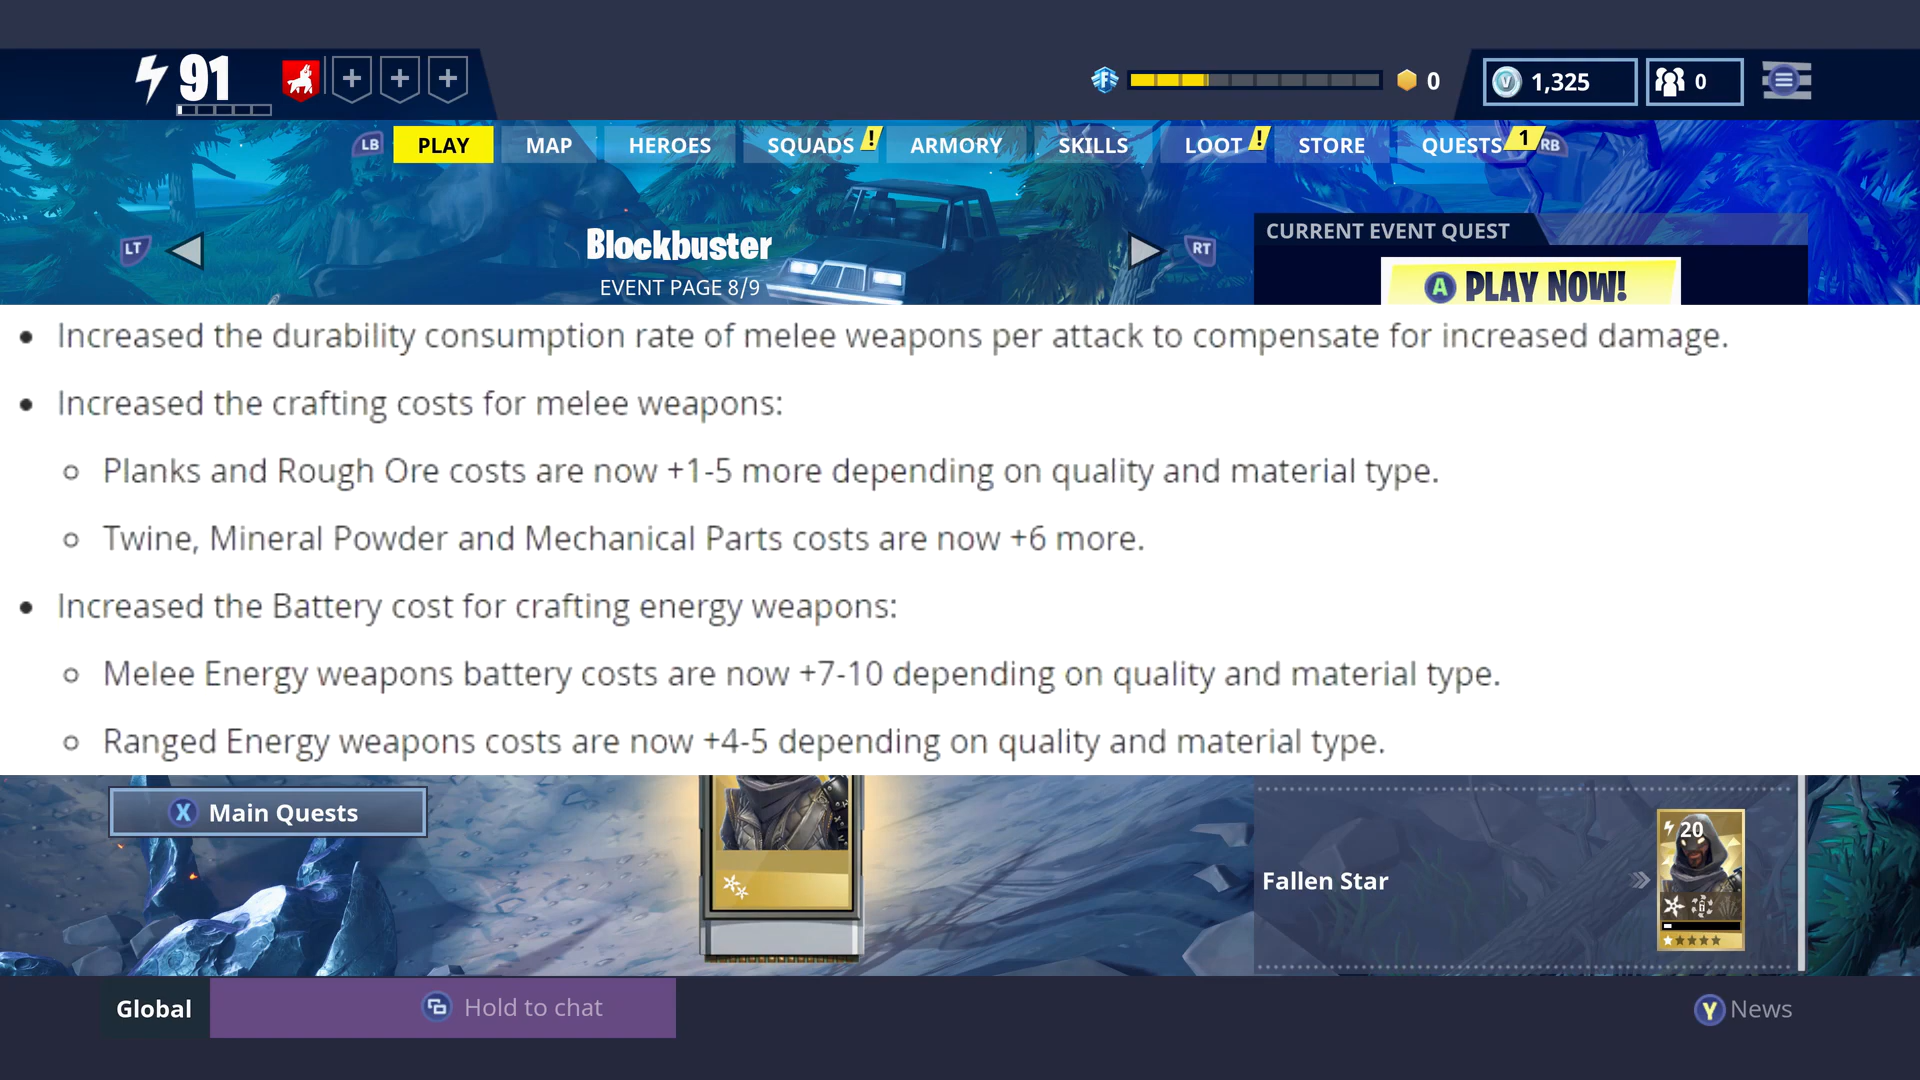 91
0
1,325
0
LB
PLAY
MAP
HEROES
SQUADS !
ARMORY
SKILLS
LOOT !
STORE
QUESTS 1
RB
LT
Blockbuster
RT
EVENT PAGE 8/9
CURRENT EVENT QUEST
A PLAY NOW!
• Increased the durability consumption rate of melee weapons per attack to compensate for increased damage.
• Increased the crafting costs for melee weapons:
○ Planks and Rough Ore costs are now +1-5 more depending on quality and material type.
○ Twine, Mineral Powder and Mechanical Parts costs are now +6 more.
• Increased the Battery cost for crafting energy weapons:
○ Melee Energy weapons battery costs are now +7-10 depending on quality and material type.
○ Ranged Energy weapons costs are now +4-5 depending on quality and material type.
X Main Quests
20
Fallen Star
Global
Hold to chat
Y News